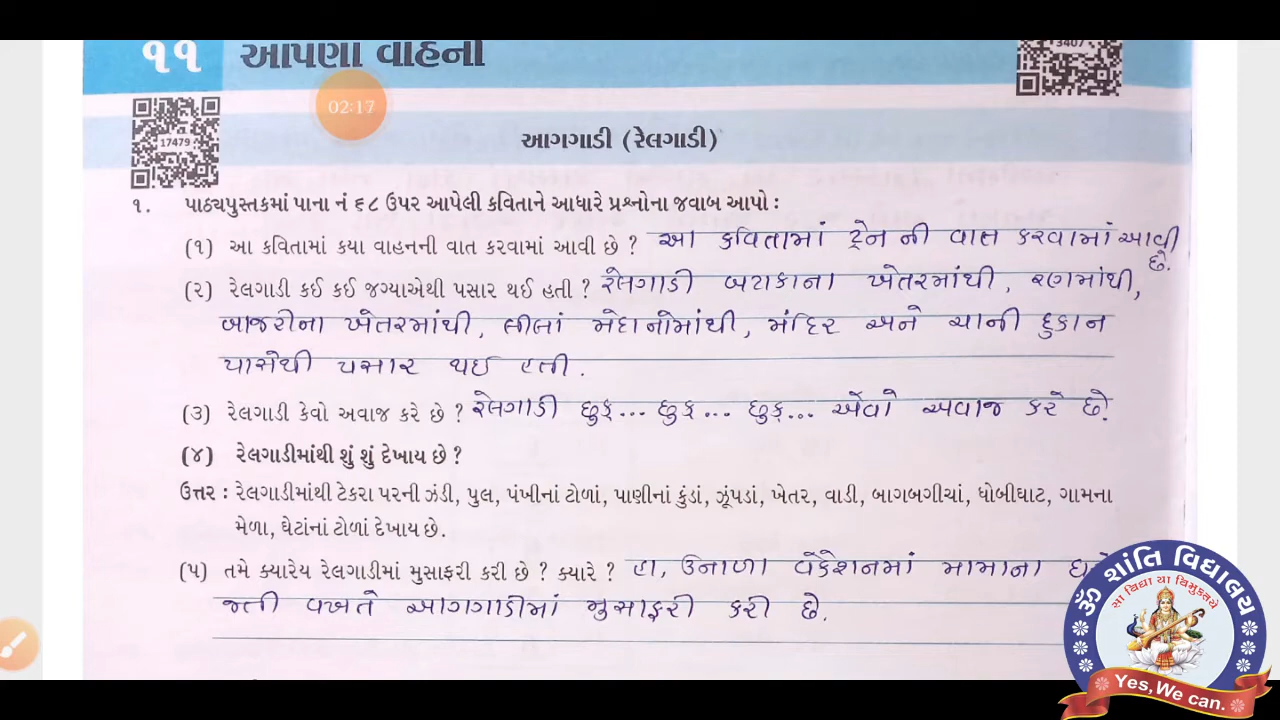 ૧૧ આપણાં વાહનો
3407
02:17
17479
આગગાડી (રેલગાડી)
૧. પાઠ્યપુસ્તકમાં પાના નં ૬૮ ઉપર આપેલી કવિતાને આધારે પ્રશ્નોના જવાબ આપો :
(૧) આ કવિતામાં કયા વાહનની વાત કરવામાં આવી છે ? આ કવિતામાં ટ્રેન ની વાત કરવામાં આવી છે.
(૨) રેલગાડી કઈ કઈ જગ્યાએથી પસાર થઈ હતી ? રેલગાડી બટાકાના ખેતરમાંથી, રણમાંથી,
બાજરીના ખેતરમાંથી, લીલાં મેદાનોમાંથી, મંદિર અને ચાની દુકાન
પાસેથી પસાર થઈ હતી.
(૩) રેલગાડી કેવો અવાજ કરે છે ? રેલગાડી છુક... છુક... છુક... એવો અવાજ કરે છે.
(૪) રેલગાડીમાંથી શું શું દેખાય છે ?
ઉત્તર : રેલગાડીમાંથી ટેકરા પરની ઝંડી, પુલ, પંખીનાં ટોળાં, પાણીનાં કુંડાં, ઝૂંપડાં, ખેતર, વાડી, બાગબગીચાં, ધોબીઘાટ, ગામના
મેળા, ઘેટાંનાં ટોળાં દેખાય છે.
(૫) તમે ક્યારેય રેલગાડીમાં મુસાફરી કરી છે ? ક્યારે ? હા, ઉનાળા વેકેશનમાં મામાના
જતી વખતે આગગાડીમાં મુસાફરી કરી છે.
ૐ શાંતિ વિદ્યાલય
સા વિદ્યા યા વિમુક્તયે
Yes, We can.